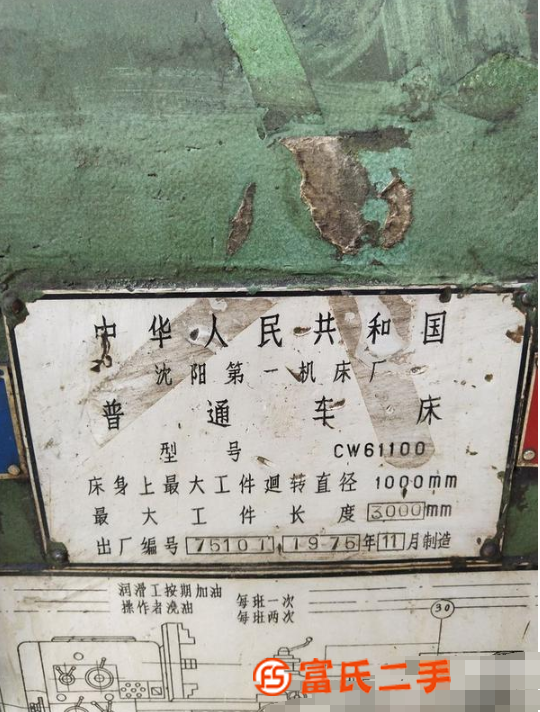 中华人民共和国
沈阳第一机床厂
普通车床
型号 CW61100
床身上最大工件廻转直径 1000mm
最大工件长度 3000mm
出厂编号 75101 1976年11月制造
润滑工按期加油 每班一次
操作者浇油 每班两次
30
富氏二手